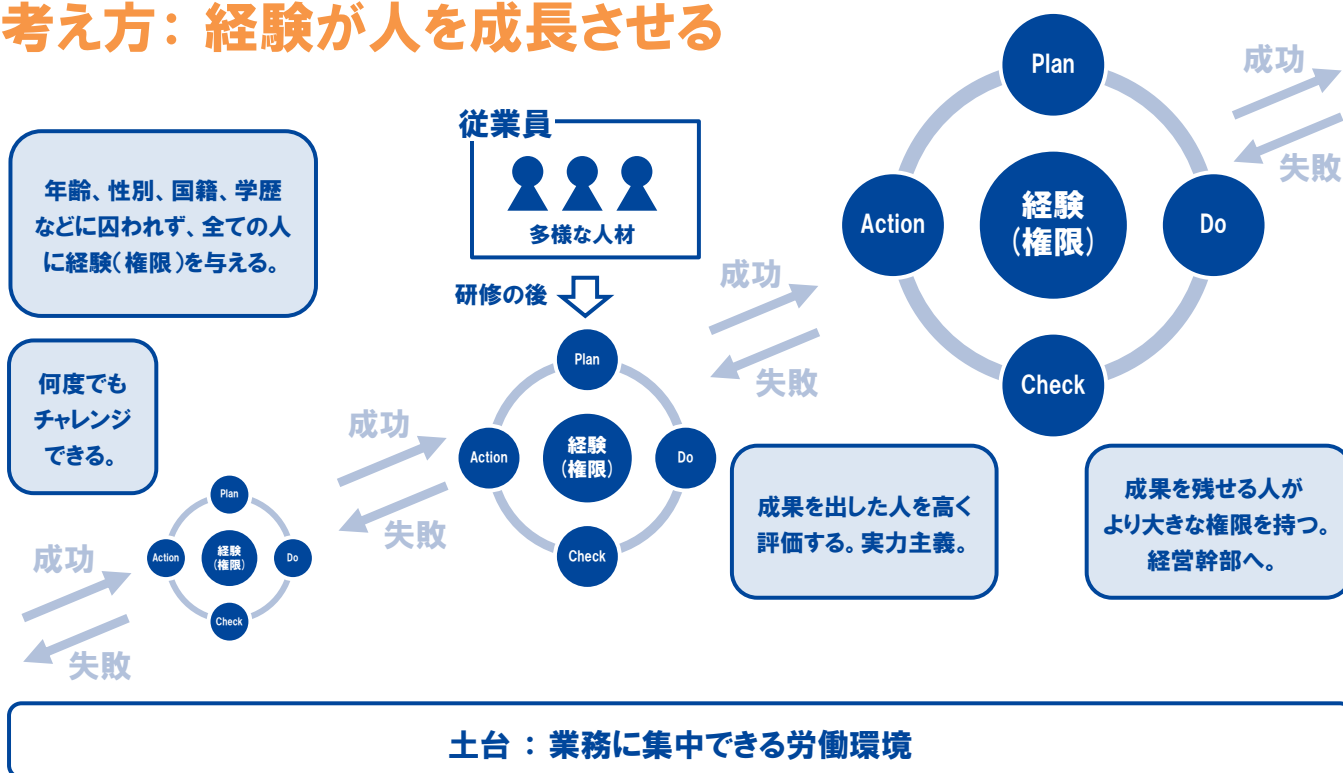 考え方：経験が人を成長させる
年齢、性別、国籍、学歴
などに囚われず、全ての人
に経験（権限）を与える。
従業員
多様な人材
研修の後
何度でも
チャレンジ
できる。
成功
失敗
Plan
Action
経験
（権限）
Do
Check
成功
失敗
Plan
Action
経験
（権限）
Do
Check
成功
失敗
Plan
Action
経験
（権限）
Do
Check
成功
失敗
成果を出した人を高く
評価する。実力主義。
成果を残せる人が
より大きな権限を持つ。
経営幹部へ。
土台：業務に集中できる労働環境